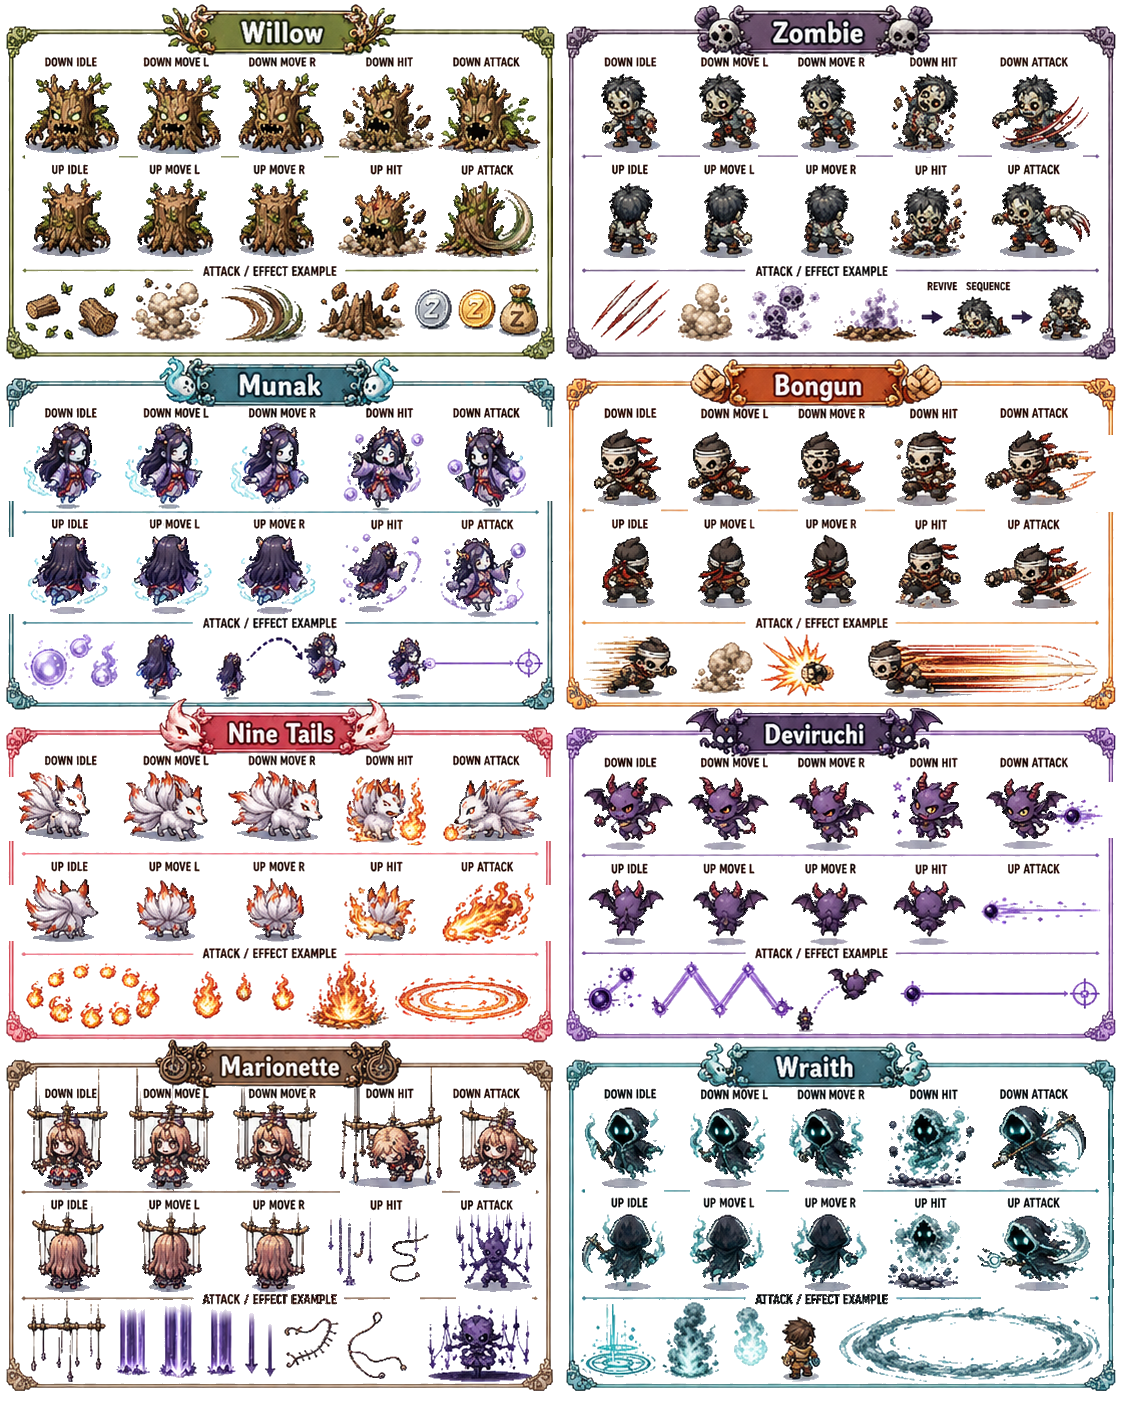 Willow
DOWN IDLE DOWN MOVE L DOWN MOVE R DOWN HIT DOWN ATTACK
UP IDLE UP MOVE L UP MOVE R UP HIT UP ATTACK
ATTACK / EFFECT EXAMPLE
Z Z Z
Zombie
DOWN IDLE DOWN MOVE L DOWN MOVE R DOWN HIT DOWN ATTACK
UP IDLE UP MOVE L UP MOVE R UP HIT UP ATTACK
ATTACK / EFFECT EXAMPLE
REVIVE SEQUENCE
Munak
DOWN IDLE DOWN MOVE L DOWN MOVE R DOWN HIT DOWN ATTACK
UP IDLE UP MOVE L UP MOVE R UP HIT UP ATTACK
ATTACK / EFFECT EXAMPLE
Bongun
DOWN IDLE DOWN MOVE L DOWN MOVE R DOWN HIT DOWN ATTACK
UP IDLE UP MOVE L UP MOVE R UP HIT UP ATTACK
ATTACK / EFFECT EXAMPLE
Nine Tails
DOWN IDLE DOWN MOVE L DOWN MOVE R DOWN HIT DOWN ATTACK
UP IDLE UP MOVE L UP MOVE R UP HIT UP ATTACK
ATTACK / EFFECT EXAMPLE
Deviruchi
DOWN IDLE DOWN MOVE L DOWN MOVE R DOWN HIT DOWN ATTACK
UP IDLE UP MOVE L UP MOVE R UP HIT UP ATTACK
ATTACK / EFFECT EXAMPLE
Marionette
DOWN IDLE DOWN MOVE L DOWN MOVE R DOWN HIT DOWN ATTACK
UP IDLE UP MOVE L UP MOVE R UP HIT UP ATTACK
ATTACK / EFFECT EXAMPLE
Wraith
DOWN IDLE DOWN MOVE L DOWN MOVE R DOWN HIT DOWN ATTACK
UP IDLE UP MOVE L UP MOVE R UP HIT UP ATTACK
ATTACK / EFFECT EXAMPLE